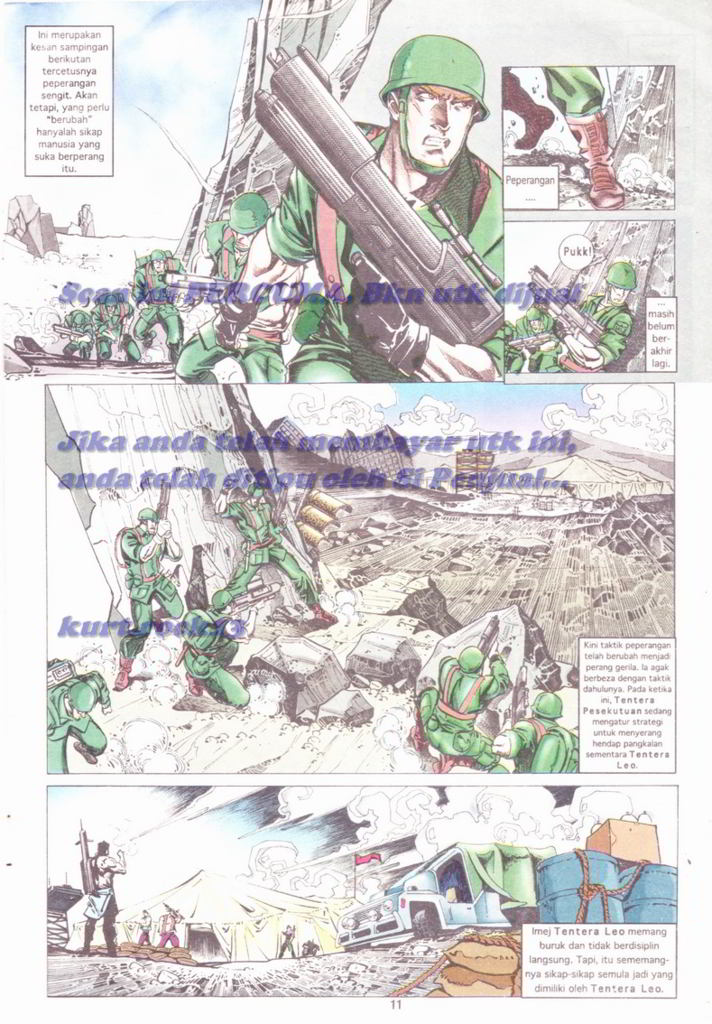 Ini merupakan
kesan sampingan
berikutan
tercetusnya
peperangan
sengit. Akan
tetapi, yang perlu
"berubah"
hanyalah sikap
manusia yang
suka berperang
itu.
Peperangan
....
Pukk!
...
masih
belum
ber-
akhir
lagi.
Scan ini PERCUMA. Bkn utk dijual
Jika anda telah membayar utk ini,
anda telah ditipu oleh Si Penjual...
Kini taktik peperangan
telah berubah menjadi
perang gerila. Ia agak
berbeza dengan taktik
dahulunya. Pada ketika
ini, Tentera
Pesekutuan sedang
mengatur strategi
untuk menyerang
hendap pangkalan
sementara Tentera
Leo.
Imej Tentera Leo memang
buruk dan tidak berdisiplin
langsung. Tapi, itu sememang-
nya sikap-sikap semula jadi yang
dimiliki oleh Tentera Leo.
11